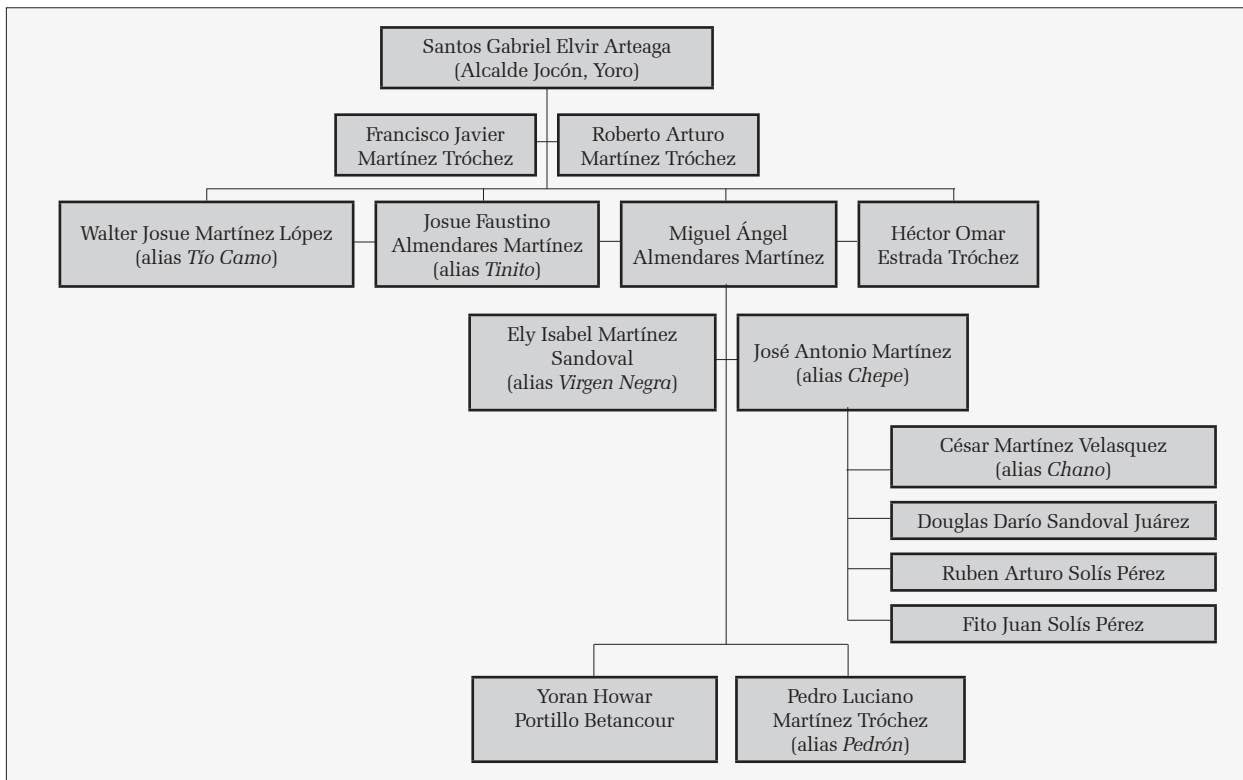 Santos Gabriel Elvir Arteaga
(Alcalde Jocón, Yoro)
Francisco Javier
Martínez Tróchez
Roberto Arturo
Martínez Tróchez
Walter Josue Martínez López
(alias Tío Camo)
Josue Faustino
Almendares Martínez
(alias Tinito)
Miguel Ángel
Almendares Martínez
Héctor Omar
Estrada Tróchez
Ely Isabel Martínez
Sandoval
(alias Virgen Negra)
José Antonio Martínez
(alias Chepe)
César Martínez Velasquez
(alias Chano)
Douglas Darío Sandoval Juárez
Ruben Arturo Solís Pérez
Fito Juan Solís Pérez
Yoran Howar
Portillo Betancour
Pedro Luciano
Martínez Tróchez
(alias Pedrón)